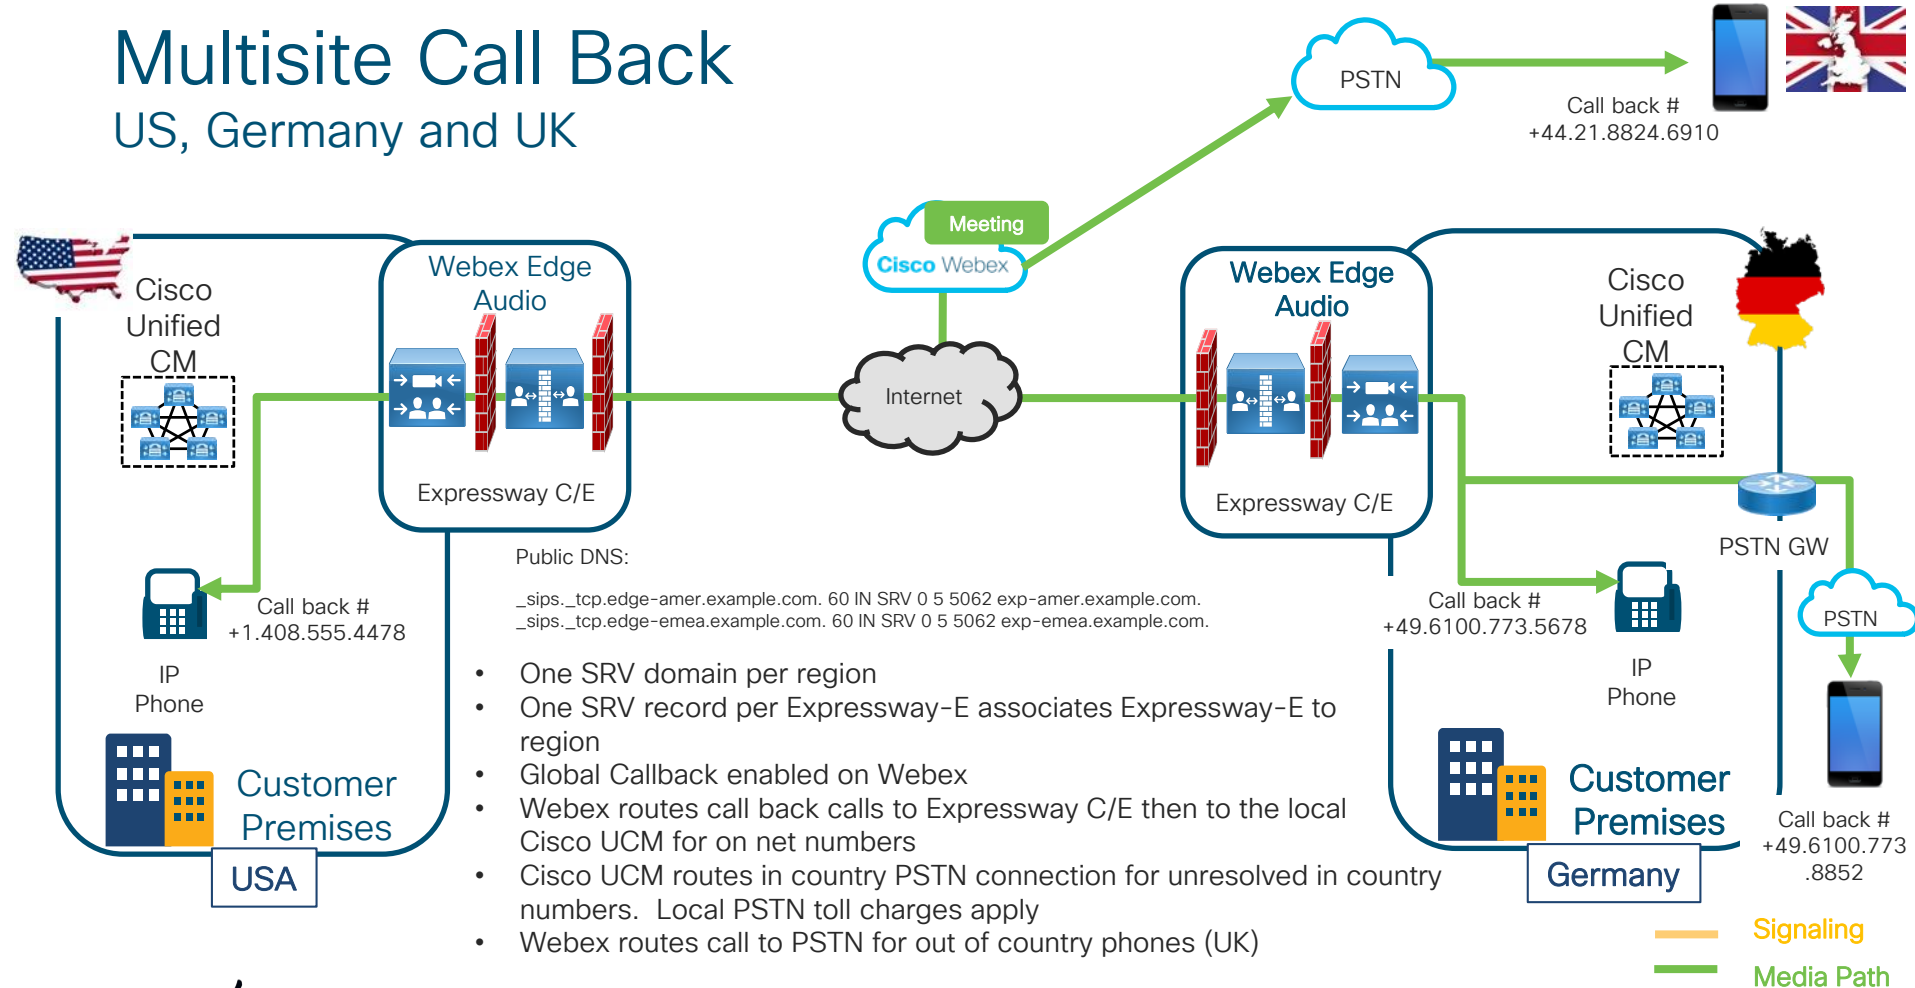 Multisite Call Back
US, Germany and UK
PSTN
Call back #
+44.21.8824.6910
Meeting
Cisco Webex
Internet
Cisco
Unified
CM
Webex Edge
Audio
Expressway C/E
Call back #
+1.408.555.4478
IP
Phone
Customer
Premises
USA
Public DNS:
_sips._tcp.edge-amer.example.com. 60 IN SRV 0 5 5062 exp-amer.example.com.
_sips._tcp.edge-emea.example.com. 60 IN SRV 0 5 5062 exp-emea.example.com.
• One SRV domain per region
• One SRV record per Expressway-E associates Expressway-E to
region
• Global Callback enabled on Webex
• Webex routes call back calls to Expressway C/E then to the local
Cisco UCM for on net numbers
• Cisco UCM routes in country PSTN connection for unresolved in country
numbers.  Local PSTN toll charges apply
• Webex routes call to PSTN for out of country phones (UK)
Webex Edge
Audio
Expressway C/E
Cisco
Unified
CM
PSTN GW
PSTN
Call back #
+49.6100.773.5678
IP
Phone
Customer
Premises
Germany
Call back #
+49.6100.773
.8852
Signaling
Media Path